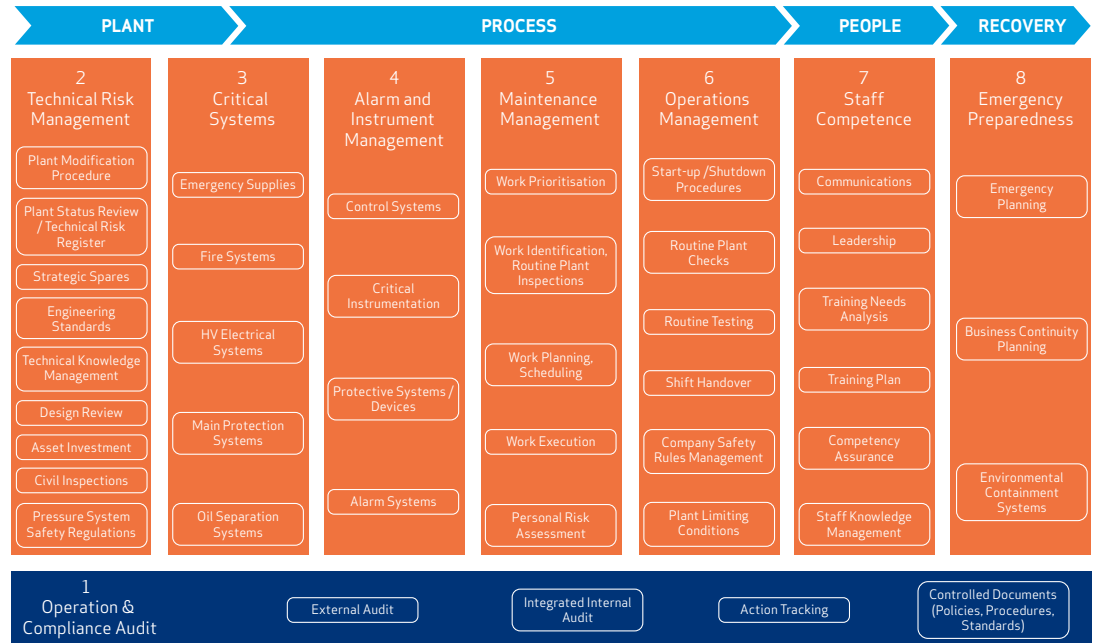 PLANT
PROCESS
PEOPLE
RECOVERY
2
Technical Risk
Management
Plant Modification
Procedure
Plant Status Review
/ Technical Risk
Register
Strategic Spares
Engineering
Standards
Technical Knowledge
Management
Design Review
Asset Investment
Civil Inspections
Pressure System
Safety Regulations
3
Critical
Systems
Emergency Supplies
Fire Systems
HV Electrical
Systems
Main Protection
Systems
Oil Separation
Systems
4
Alarm and
Instrument
Management
Control Systems
Critical
Instrumentation
Protective Systems /
Devices
Alarm Systems
5
Maintenance
Management
Work Prioritisation
Work Identification,
Routine Plant
Inspections
Work Planning,
Scheduling
Work Execution
Personal Risk
Assessment
6
Operations
Management
Start-up /Shutdown
Procedures
Routine Plant
Checks
Routine Testing
Shift Handover
Company Safety
Rules Management
Plant Limiting
Conditions
7
Staff
Competence
Communications
Leadership
Training Needs
Analysis
Training Plan
Competency
Assurance
Staff Knowledge
Management
8
Emergency
Preparedness
Emergency
Planning
Business Continuity
Planning
Environmental
Containment
Systems
1
Operation &
Compliance Audit
External Audit
Integrated Internal
Audit
Action Tracking
Controlled Documents
(Policies, Procedures,
Standards)